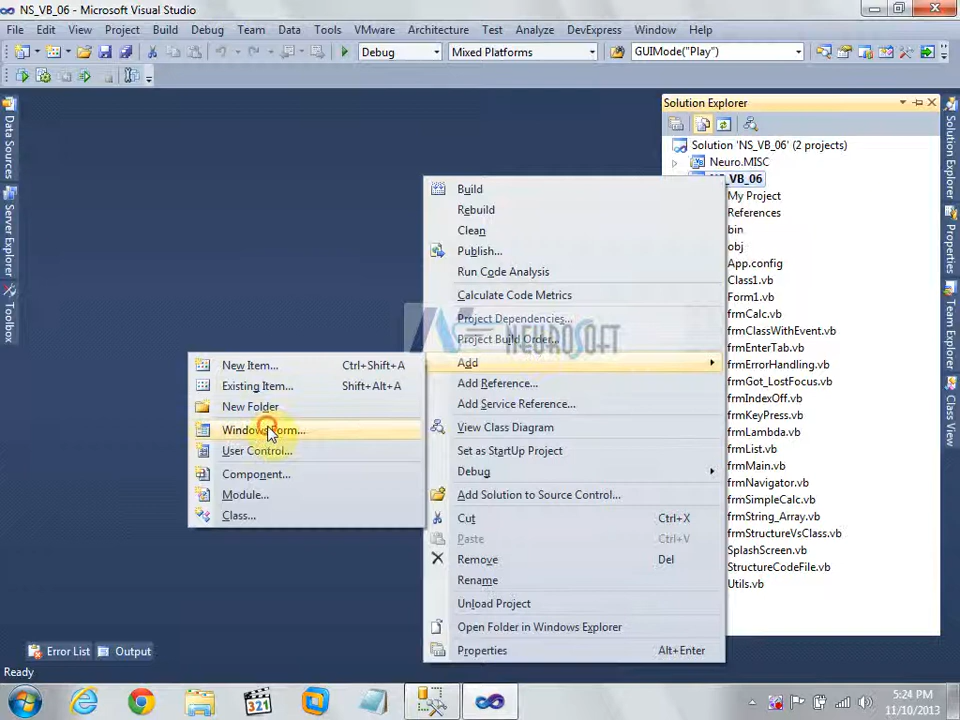 NS_VB_06 - Microsoft Visual Studio
File Edit View Project Build Debug Team Data Tools VMware Architecture Test Analyze DevExpress Window Help
Debug Mixed Platforms GUIMode("Play")
Data Sources
Server Explorer
Toolbox
Solution Explorer
Solution 'NS_VB_06' (2 projects)
Neuro.MISC
NS_VB_06
My Project
References
bin
obj
App.config
Class1.vb
Form1.vb
frmCalc.vb
frmClassWithEvent.vb
frmEnterTab.vb
frmErrorHandling.vb
frmGot_LostFocus.vb
frmIndexOff.vb
frmKeyPress.vb
frmLambda.vb
frmList.vb
frmMain.vb
frmNavigator.vb
frmSimpleCalc.vb
frmString_Array.vb
frmStructureVsClass.vb
SplashScreen.vb
StructureCodeFile.vb
Utils.vb
Solution Explorer
Properties
Team Explorer
Class View
Build
Rebuild
Clean
Publish...
Run Code Analysis
Calculate Code Metrics
Project Dependencies...
Project Build Order...
Add
Add Reference...
Add Service Reference...
View Class Diagram
Set as StartUp Project
Debug
Add Solution to Source Control...
Cut Ctrl+X
Paste Ctrl+V
Remove Del
Rename
Unload Project
Open Folder in Windows Explorer
Properties Alt+Enter
NEUROSOFT
New Item... Ctrl+Shift+A
Existing Item... Shift+Alt+A
New Folder
Windows Form...
User Control...
Component...
Module...
Class...
Error List Output
Ready
321
5:24 PM
11/10/2013